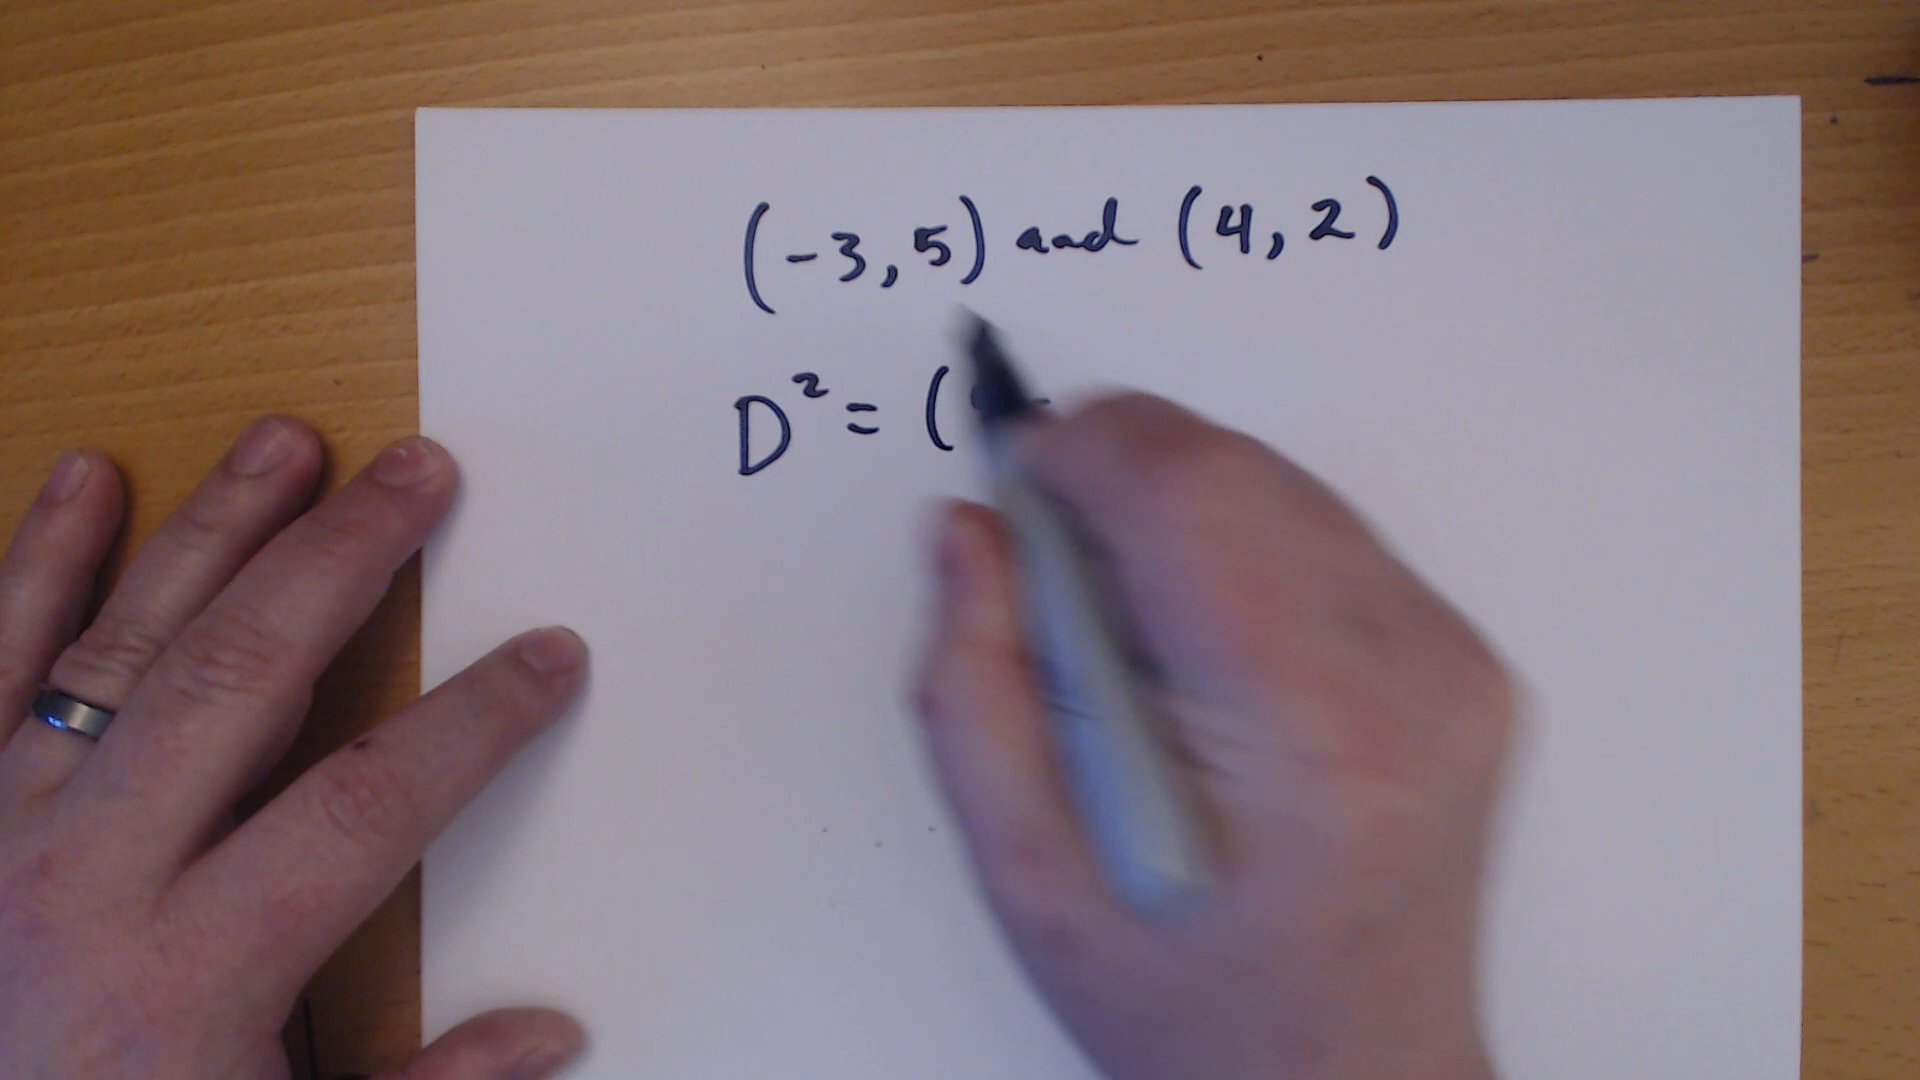 (-3, 5) and (4, 2)
D² = (